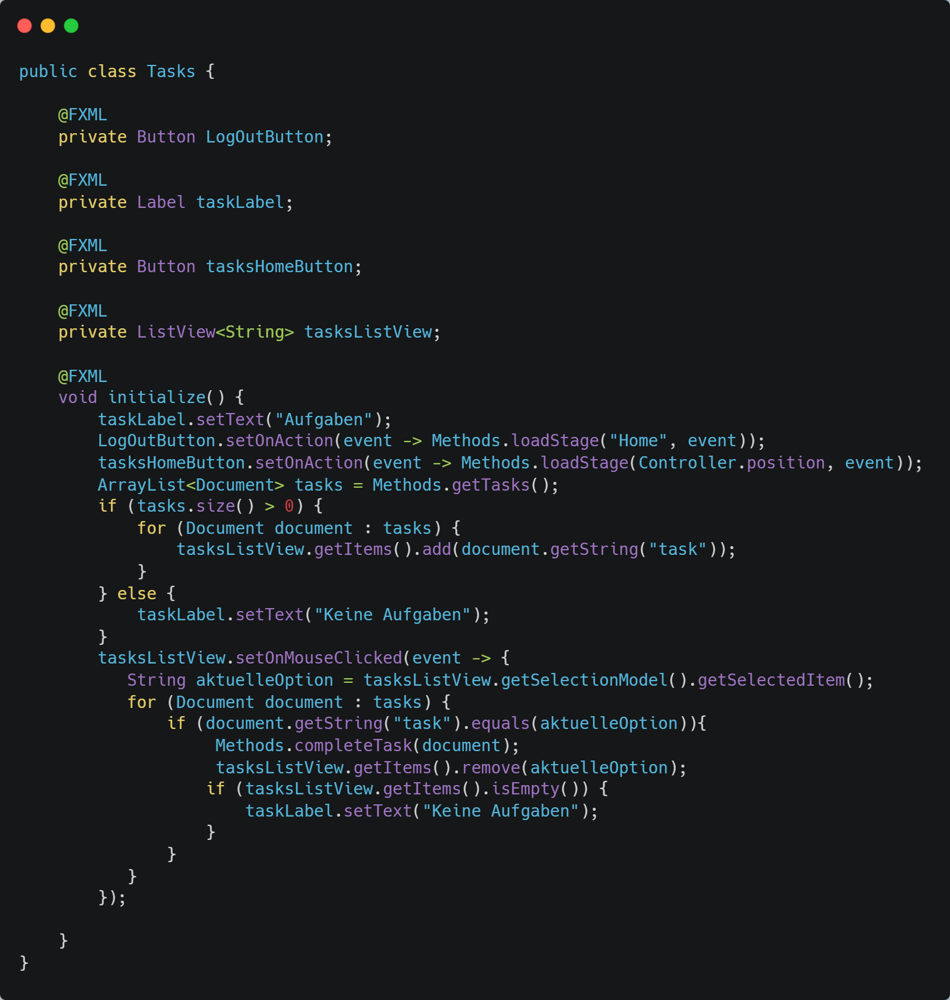 public class Tasks {
@FXML
private Button LogOutButton;
@FXML
private Label taskLabel;
@FXML
private Button tasksHomeButton;
@FXML
private ListView<String> tasksListView;
@FXML
void initialize() {
taskLabel.setText("Aufgaben");
LogOutButton.setOnAction(event -> Methods.loadStage("Home", event));
tasksHomeButton.setOnAction(event -> Methods.loadStage(Controller.position, event));
ArrayList<Document> tasks = Methods.getTasks();
if (tasks.size() > 0) {
for (Document document : tasks) {
tasksListView.getItems().add(document.getString("task"));
}
} else {
taskLabel.setText("Keine Aufgaben");
}
tasksListView.setOnMouseClicked(event -> {
String aktuelleOption = tasksListView.getSelectionModel().getSelectedItem();
for (Document document : tasks) {
if (document.getString("task").equals(aktuelleOption)){
Methods.completeTask(document);
tasksListView.getItems().remove(aktuelleOption);
if (tasksListView.getItems().isEmpty()) {
taskLabel.setText("Keine Aufgaben");
}
}
}
});
}
}